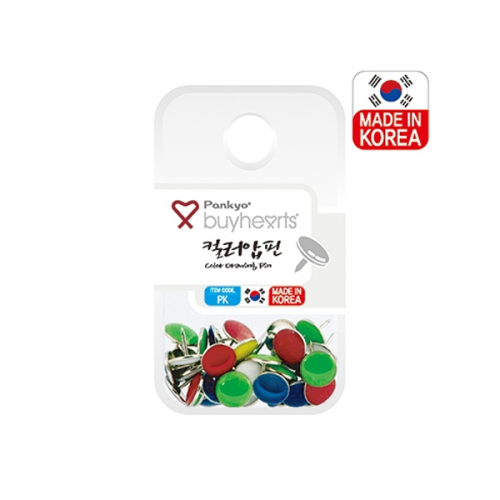 MADE IN
KOREA
Pankyo®
buyhearts®
컬러압핀
Color Drawing Pin
ITEM CODE.
PK
MADE IN
KOREA